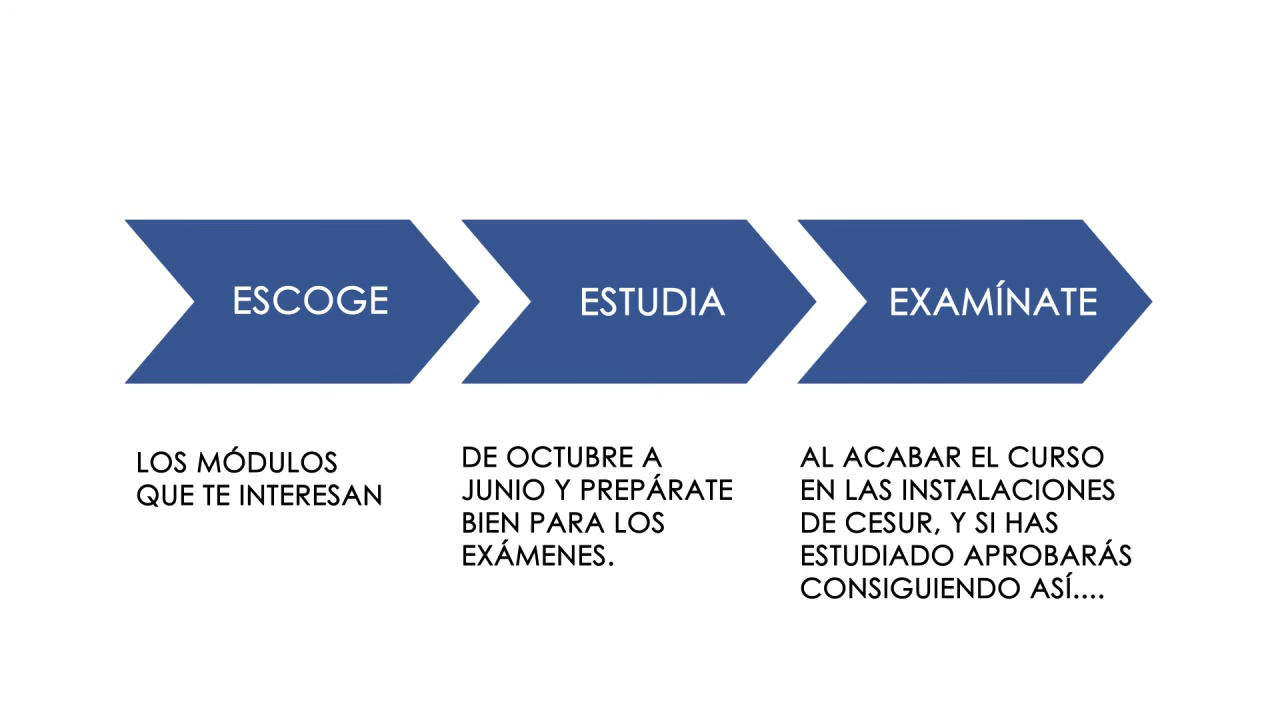 ESCOGE
LOS MÓDULOS
QUE TE INTERESAN
ESTUDIA
DE OCTUBRE A
JUNIO Y PREPÁRATE
BIEN PARA LOS
EXÁMENES.
EXAMÍNATE
AL ACABAR EL CURSO
EN LAS INSTALACIONES
DE CESUR, Y SI HAS
ESTUDIADO APROBARÁS
CONSIGUIENDO ASÍ....